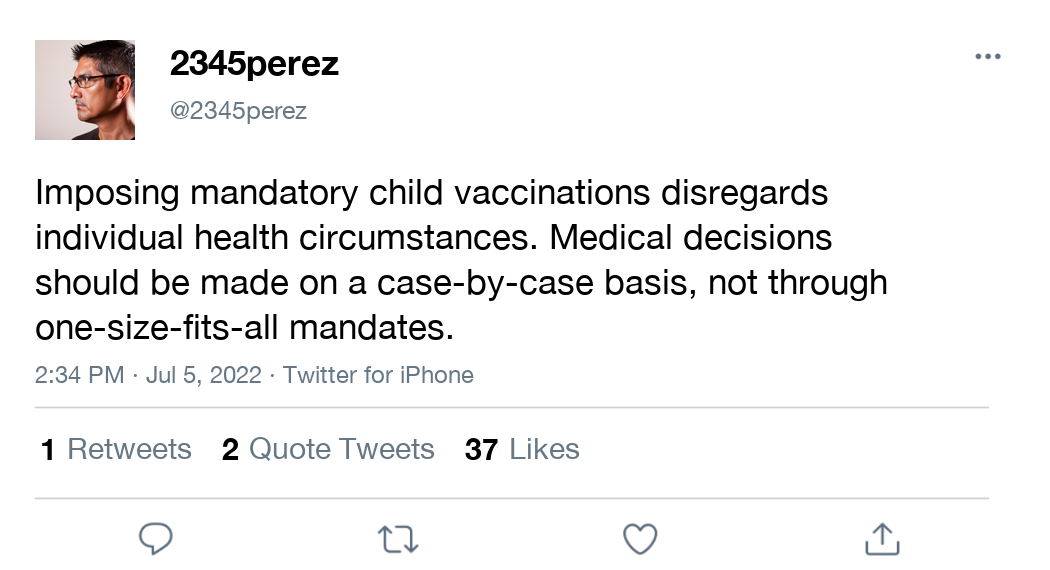 2345perez
@2345perez
Imposing mandatory child vaccinations disregards
individual health circumstances. Medical decisions
should be made on a case-by-case basis, not through
one-size-fits-all mandates.
2:34 PM · Jul 5, 2022 · Twitter for iPhone
1 Retweets 2 Quote Tweets 37 Likes